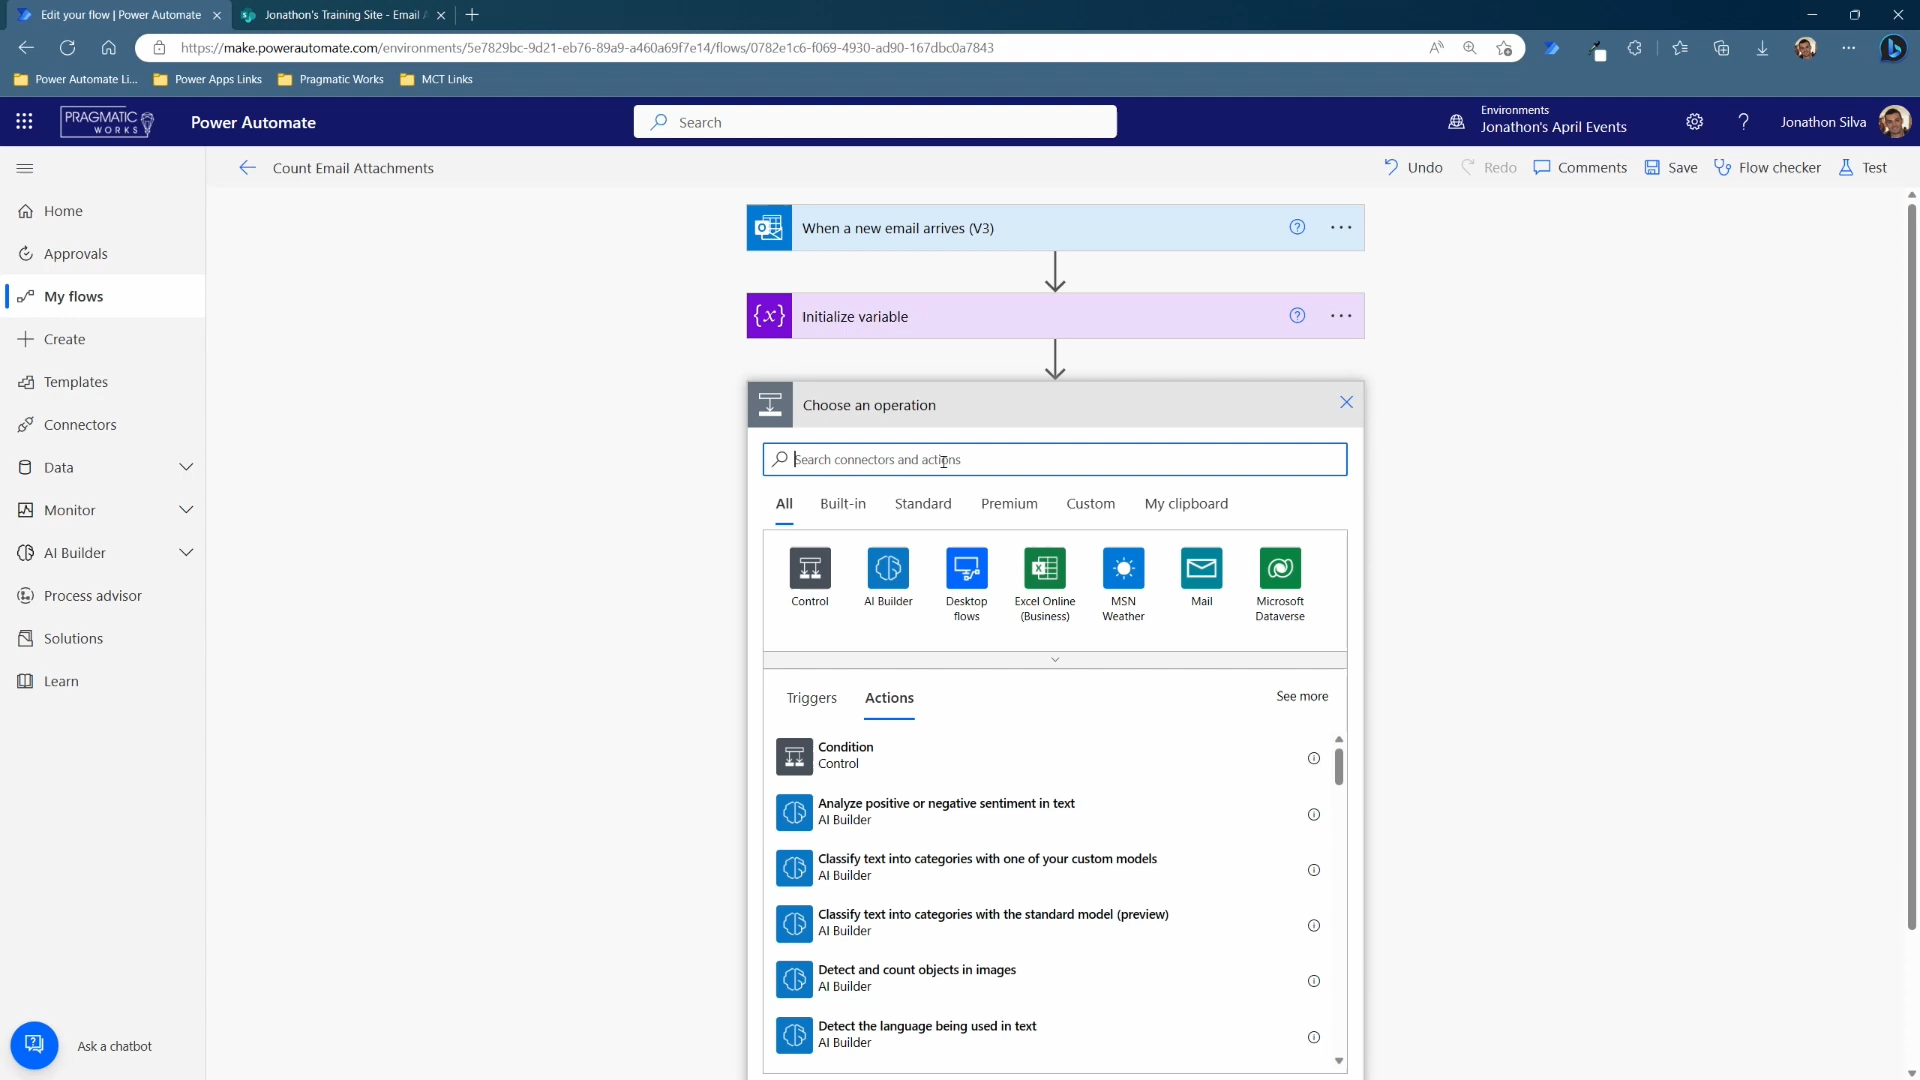 Edit your flow | Power Automate
Jonathon's Training Site - Email A
https://make.powerautomate.com/environments/5e7829bc-9d21-eb76-89a9-a460a69f7e14/flows/0782e1c6-f069-4930-ad90-167dbc0a7843
Power Automate Li...
Power Apps Links
Pragmatic Works
MCT Links
PRAGMATIC
WORKS
Power Automate
Search
Environments
Jonathon's April Events
?
Jonathon Silva
Count Email Attachments
Undo
Redo
Comments
Save
Flow checker
Test
Home
Approvals
My flows
Create
Templates
Connectors
Data
Monitor
AI Builder
Process advisor
Solutions
Learn
Ask a chatbot
When a new email arrives (V3)
{x}
Initialize variable
Choose an operation
Search connectors and actions
All
Built-in
Standard
Premium
Custom
My clipboard
Control
AI Builder
Desktop
flows
Excel Online
(Business)
MSN
Weather
Mail
Microsoft
Dataverse
Triggers
Actions
See more
Condition
Control
Analyze positive or negative sentiment in text
AI Builder
Classify text into categories with one of your custom models
AI Builder
Classify text into categories with the standard model (preview)
AI Builder
Detect and count objects in images
AI Builder
Detect the language being used in text
AI Builder